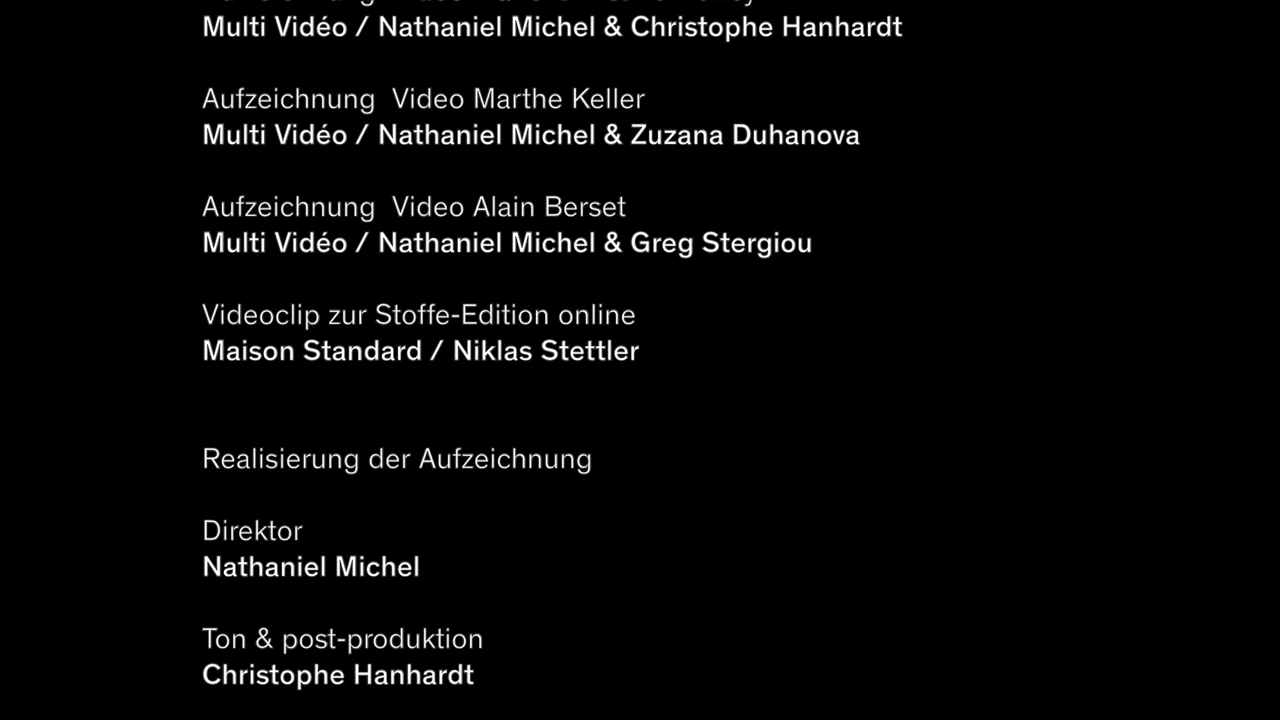 Multi Vidéo / Nathaniel Michel & Christophe Hanhardt
Aufzeichnung  Video Marthe Keller
Multi Vidéo / Nathaniel Michel & Zuzana Duhanova
Aufzeichnung  Video Alain Berset
Multi Vidéo / Nathaniel Michel & Greg Stergiou
Videoclip zur Stoffe-Edition online
Maison Standard / Niklas Stettler
Realisierung der Aufzeichnung
Direktor
Nathaniel Michel
Ton & post-produktion
Christophe Hanhardt